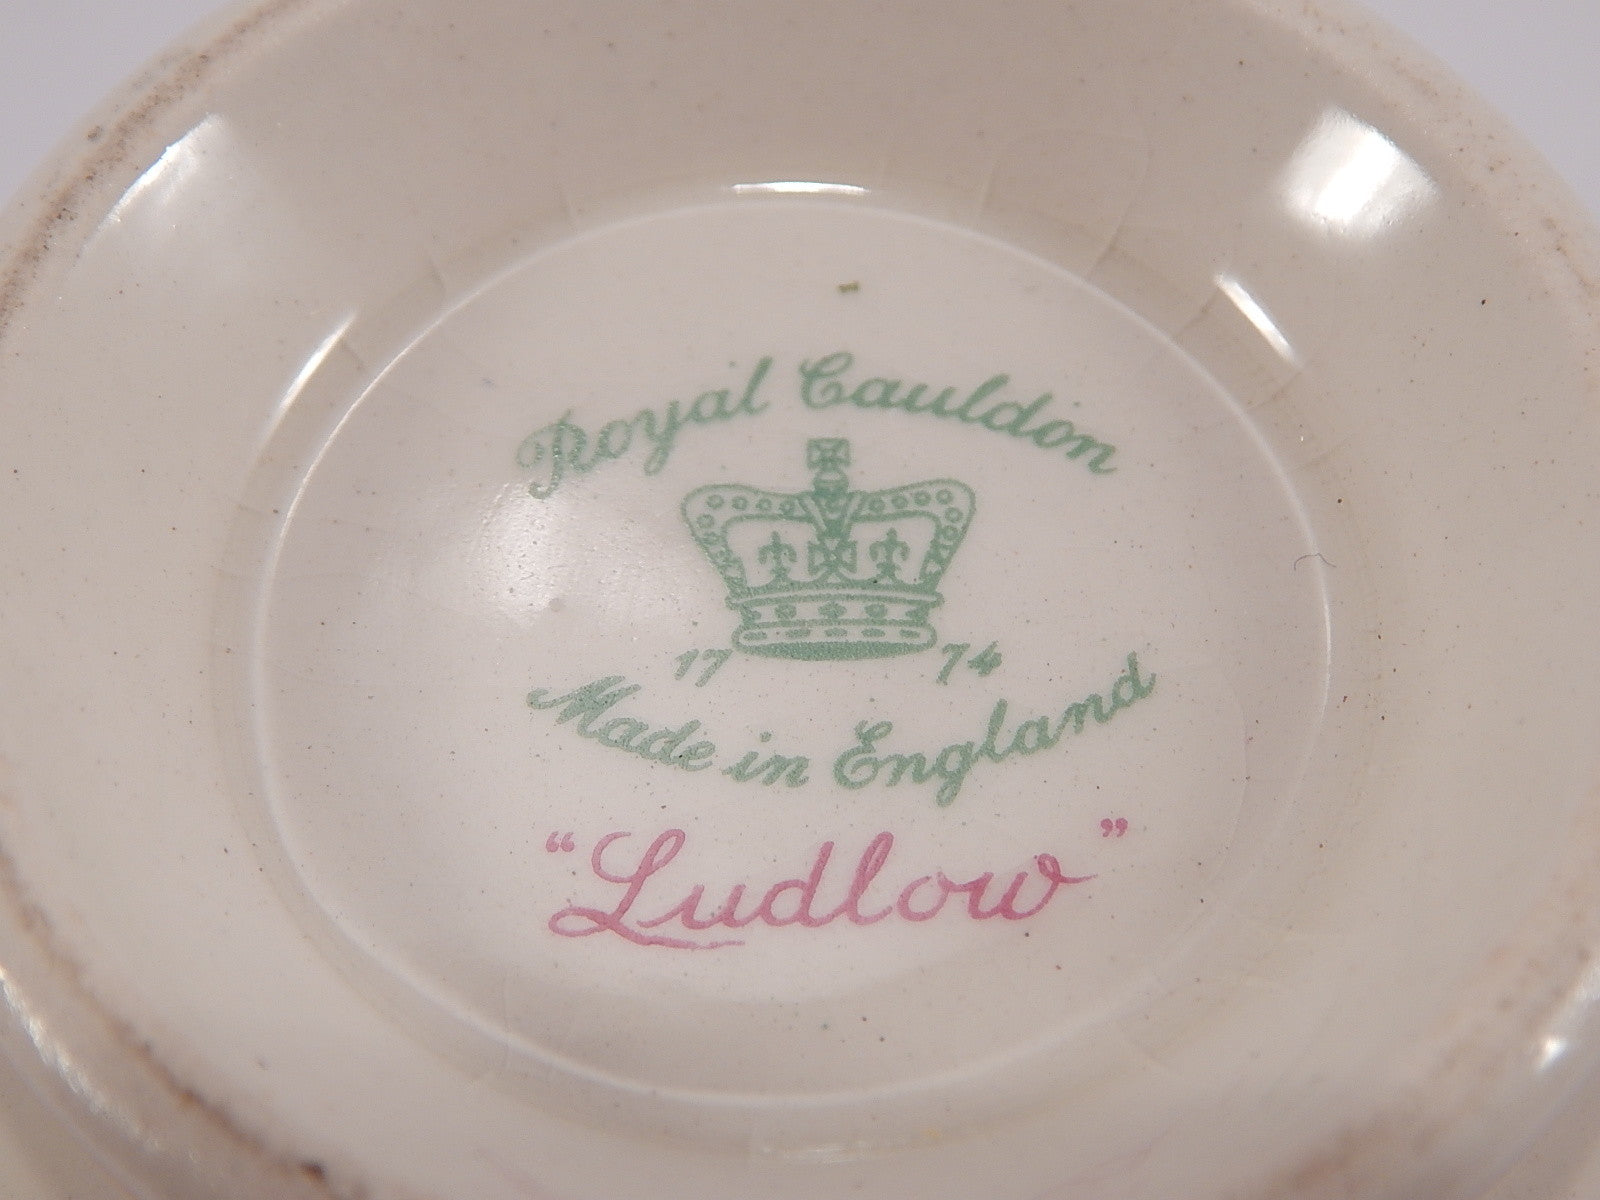 Royal Cauldon
17 74
Made in England
“Ludlow”